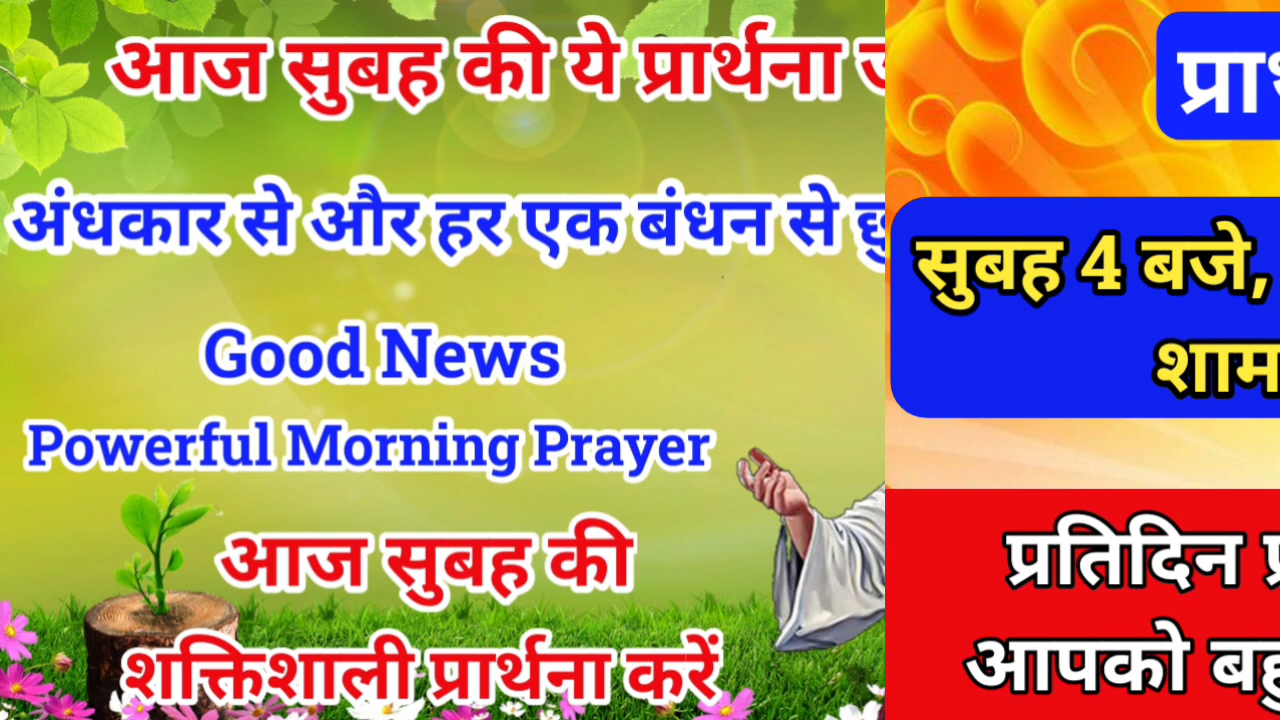 आज सुबह की ये प्रार्थना
अंधकार से और हर एक बंधन से
Good News
Powerful Morning Prayer
आज सुबह की
शक्तिशाली प्रार्थना करें
सुबह 4 बजे,
शाम
प्रतिदिन
आपको